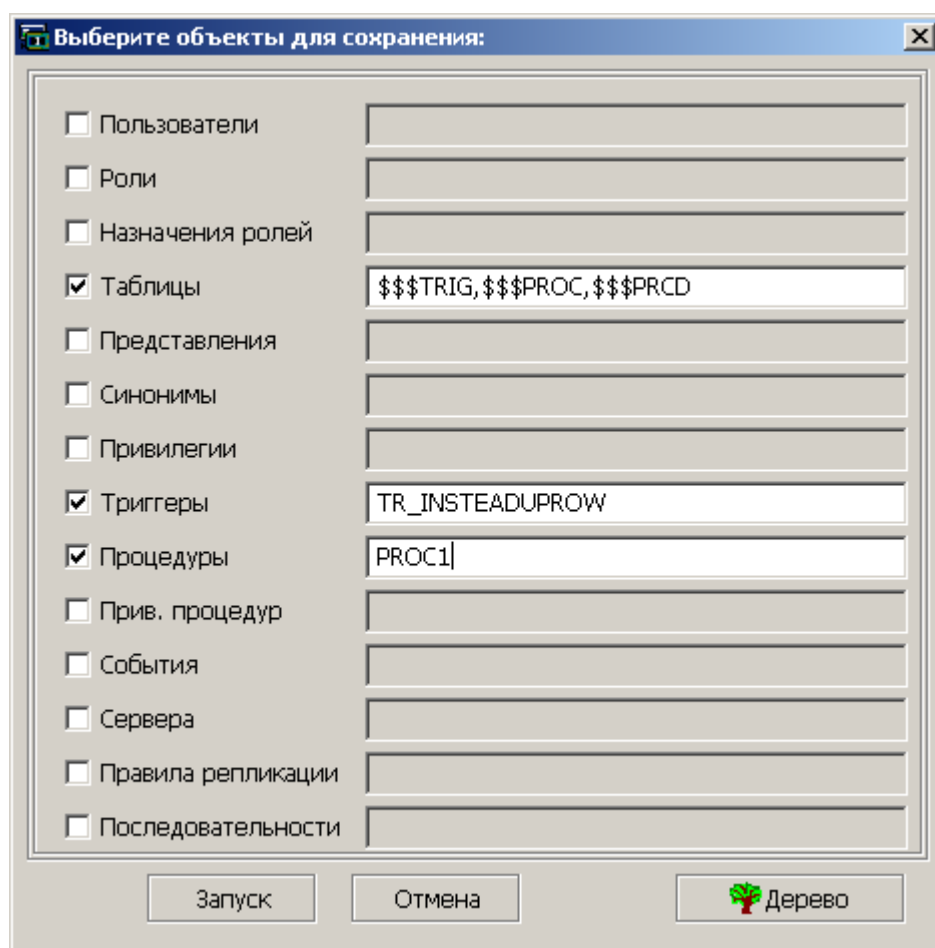 Выберите объекты для сохранения:
Пользователи
Роли
Назначения ролей
Таблицы $$$TRIG,$$$PROC,$$$PRCD
Представления
Синонимы
Привилегии
Триггеры TR_INSTEADUPROW
Процедуры PROC1
Прив. процедур
События
Сервера
Правила репликации
Последовательности
Запуск Отмена Дерево